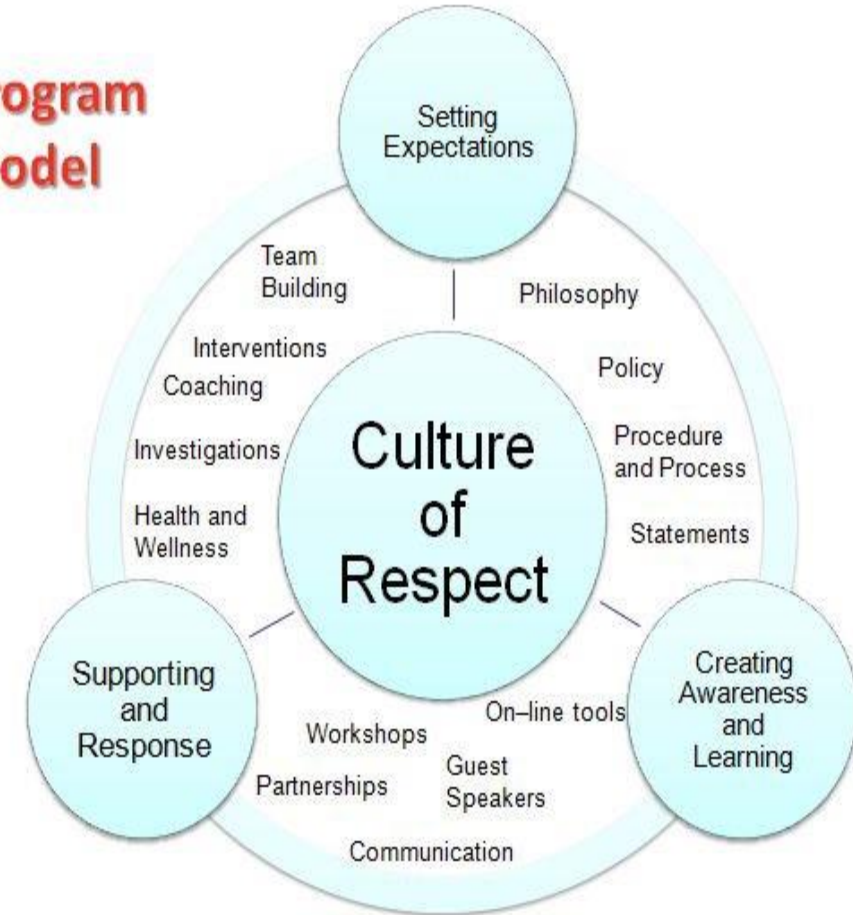 rogram
odel
Setting
Expectations
Team
Building
Philosophy
Interventions
Coaching
Policy
Investigations
Procedure
and Process
Health and
Wellness
Statements
Culture
of
Respect
Supporting
and
Response
Creating
Awareness
and
Learning
On–line tools
Workshops
Guest
Speakers
Partnerships
Communication